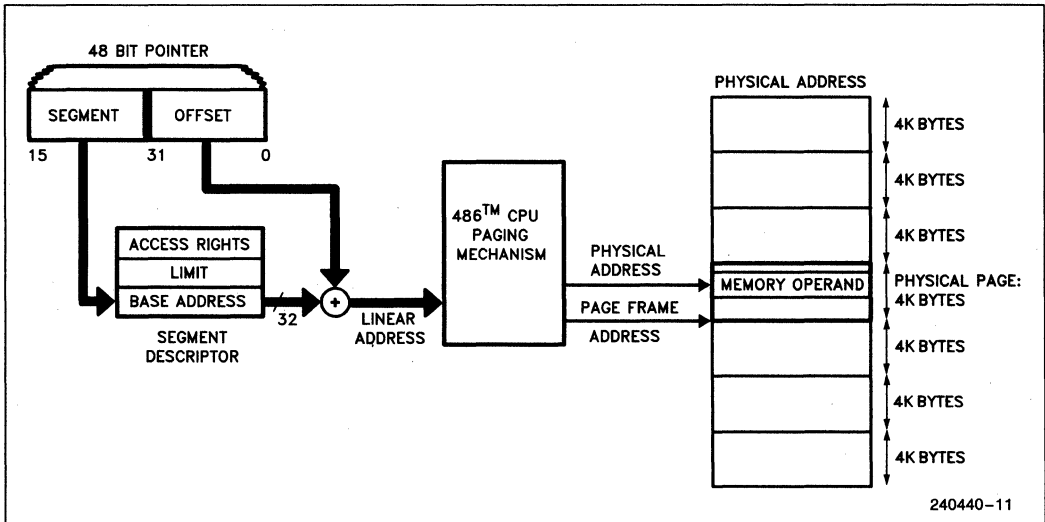 48 BIT POINTER
SEGMENT OFFSET
15 31 0
ACCESS RIGHTS
LIMIT
BASE ADDRESS
32
SEGMENT
DESCRIPTOR
LINEAR
ADDRESS
486™ CPU
PAGING
MECHANISM
PHYSICAL
ADDRESS
PAGE FRAME
ADDRESS
PHYSICAL ADDRESS
4K BYTES
4K BYTES
4K BYTES
MEMORY OPERAND
PHYSICAL PAGE:
4K BYTES
4K BYTES
4K BYTES
4K BYTES
240440-11